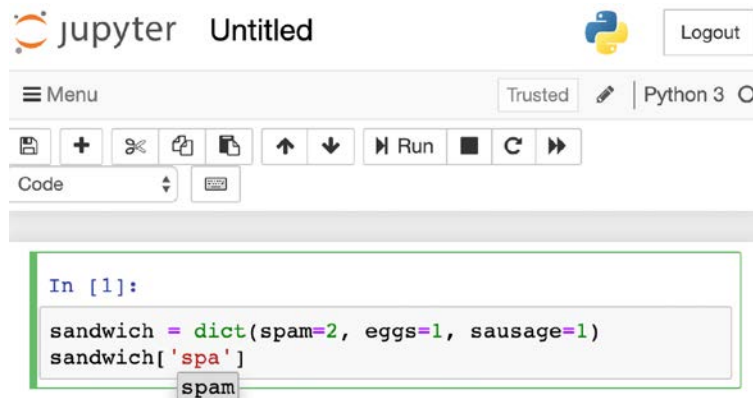 jupyter Untitled Logout
Menu Trusted Python 3
Run
Code
In [1]:
sandwich = dict(spam=2, eggs=1, sausage=1)
sandwich['spa']
spam